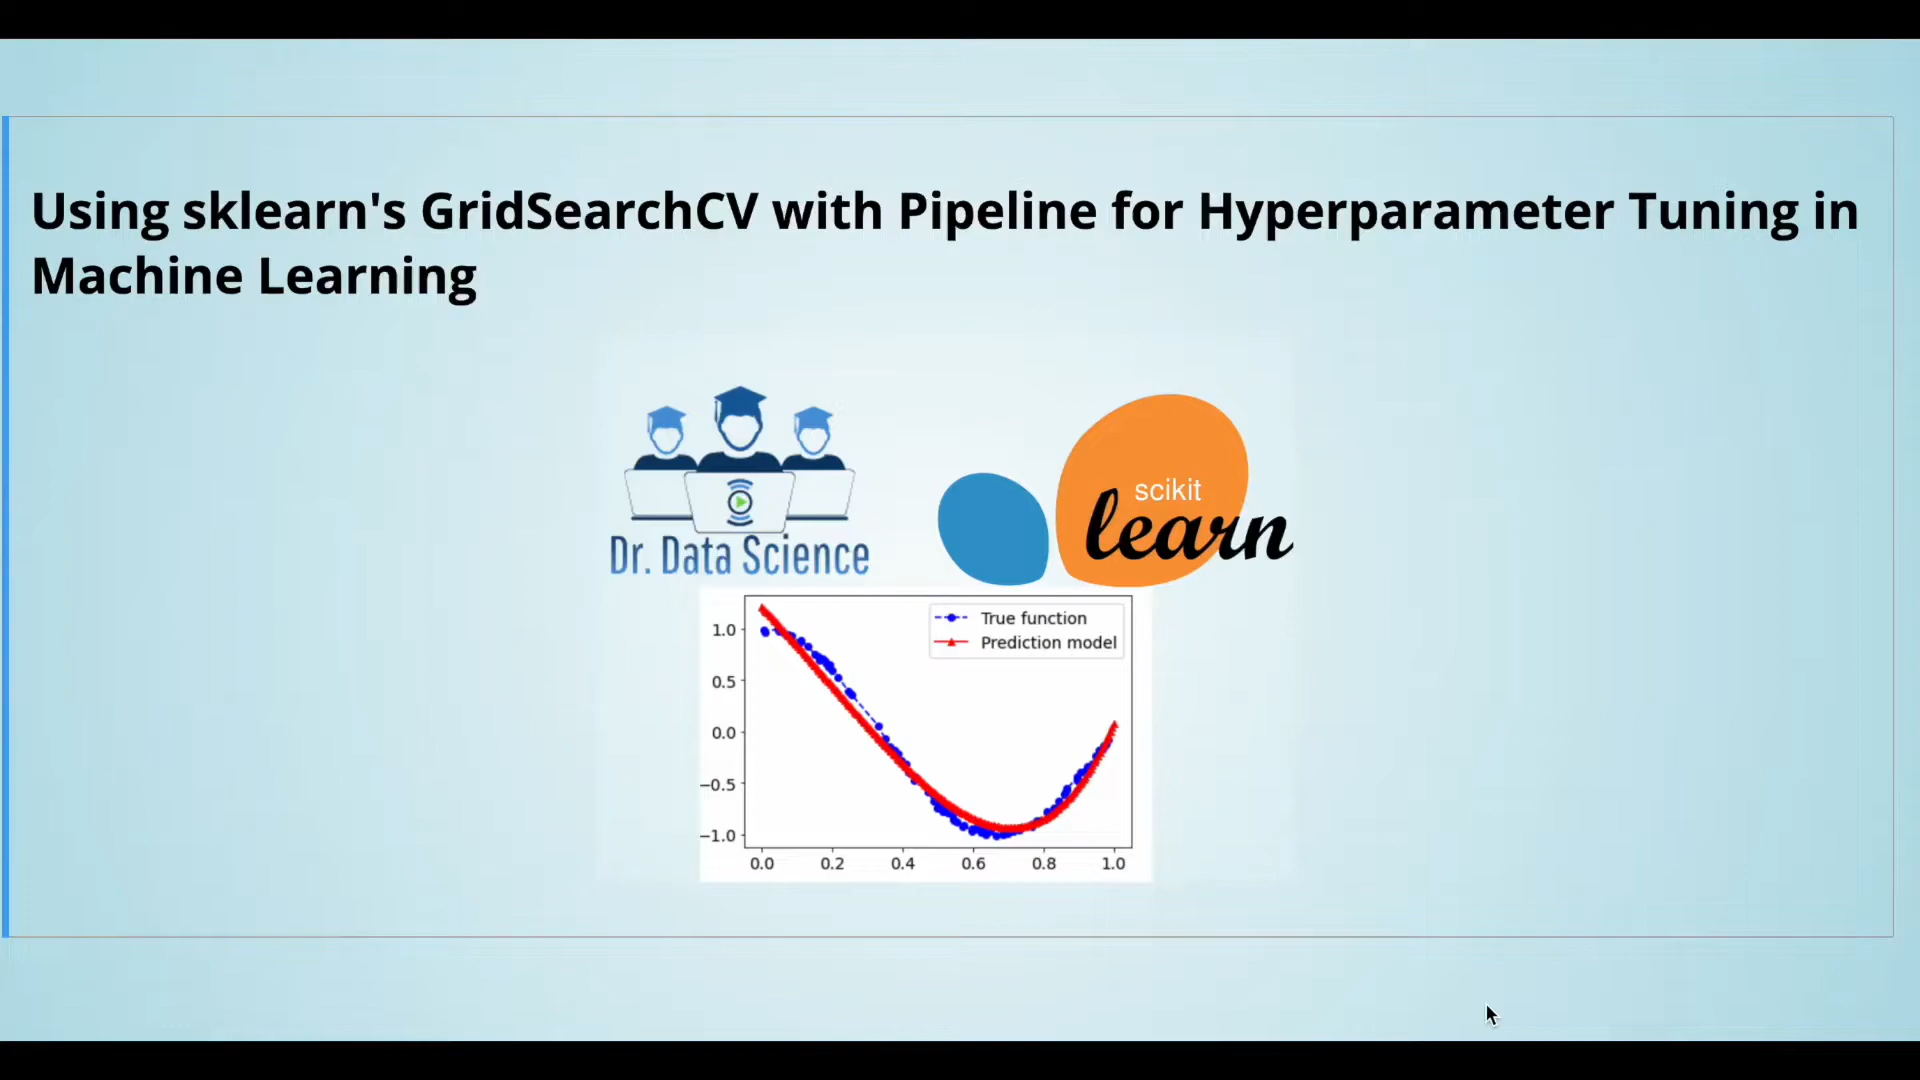 Using sklearn's GridSearchCV with Pipeline for Hyperparameter Tuning in
Machine Learning
Dr. Data Science
scikit
learn
True function
Prediction model
1.0
0.5
0.0
−0.5
−1.0
0.0 0.2 0.4 0.6 0.8 1.0